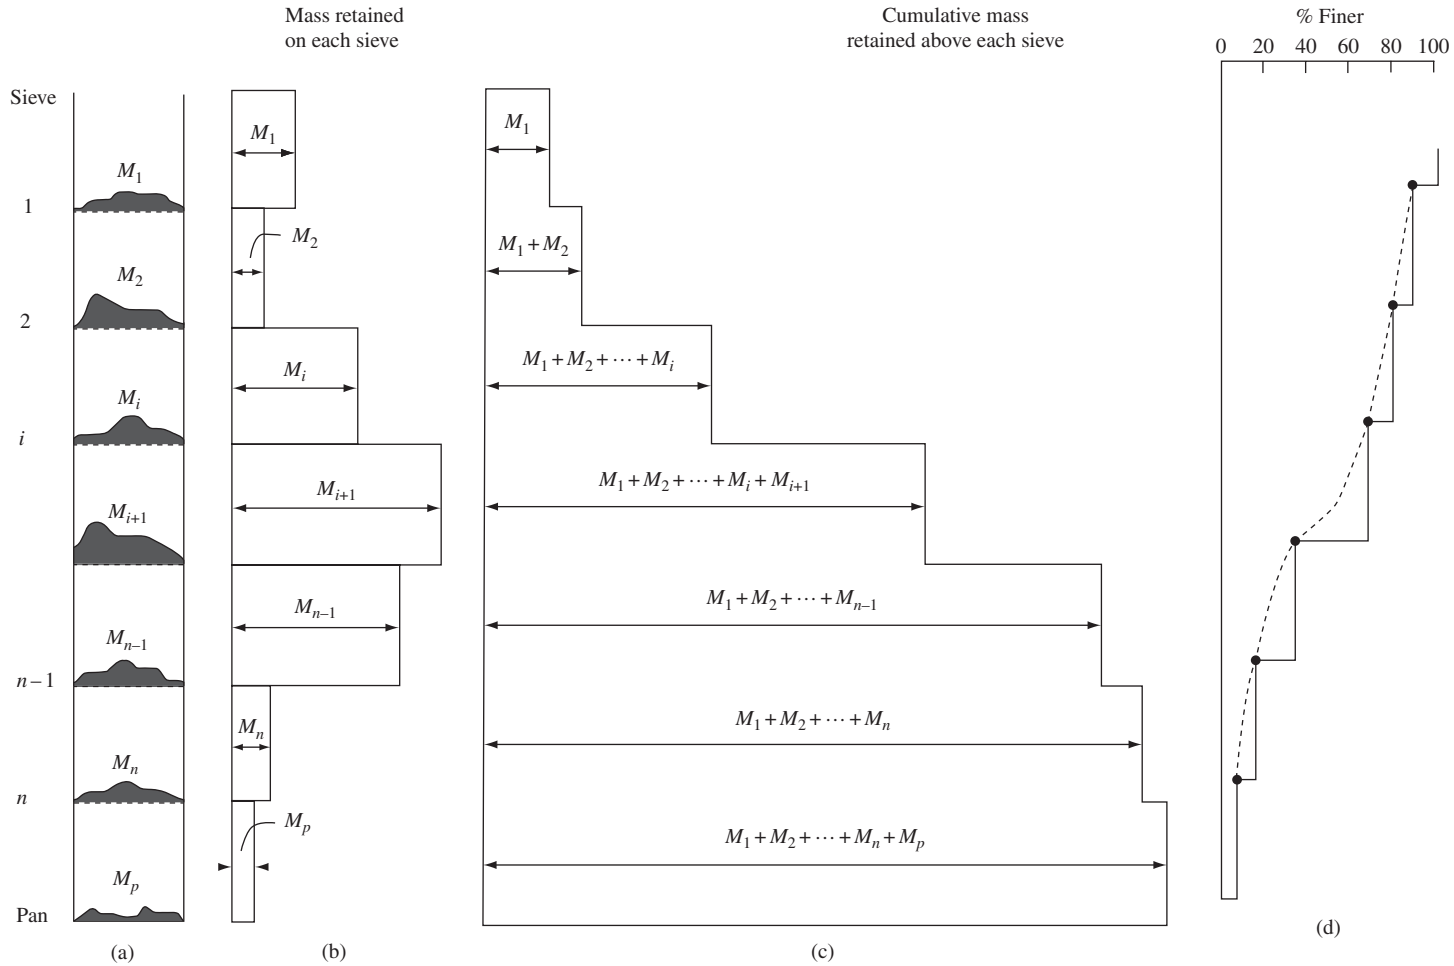 Mass retained
on each sieve
Cumulative mass
retained above each sieve
% Finer
0 20 40 60 80 100
Sieve
M₁
1
M₂
2
Mᵢ
i
Mᵢ₊₁
Mₙ₋₁
n−1
Mₙ
n
Mₚ
Pan
(a)
M₁
M₂
Mᵢ
Mᵢ₊₁
Mₙ₋₁
Mₙ
Mₚ
(b)
M₁
M₁ + M₂
M₁ + M₂ + ⋯ + Mᵢ
M₁ + M₂ + ⋯ + Mᵢ + Mᵢ₊₁
M₁ + M₂ + ⋯ + Mₙ₋₁
M₁ + M₂ + ⋯ + Mₙ
M₁ + M₂ + ⋯ + Mₙ + Mₚ
(c)
(d)